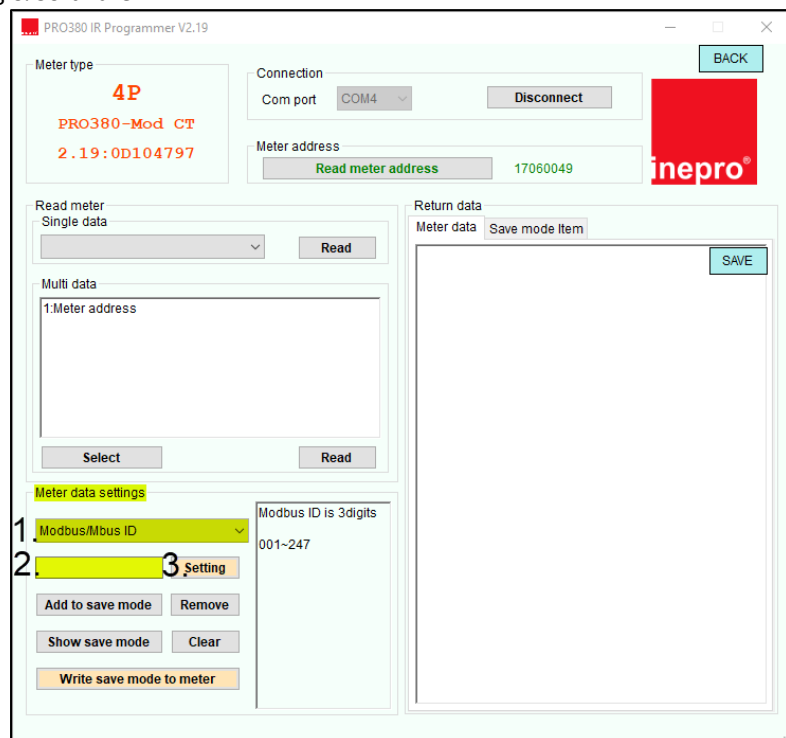 PRO380 IR Programmer V2.19
BACK
Meter type
4P
PRO380-Mod CT
2.19:0D104797
Connection
Com port COM4 Disconnect
Meter address
Read meter address 17060049
inepro®
Read meter
Single data
Read
Multi data
1:Meter address
Select Read
Meter data settings
1. Modbus/Mbus ID
2. 3. Setting
Add to save mode Remove
Show save mode Clear
Write save mode to meter
Modbus ID is 3digits
001~247
Return data
Meter data Save mode Item
SAVE